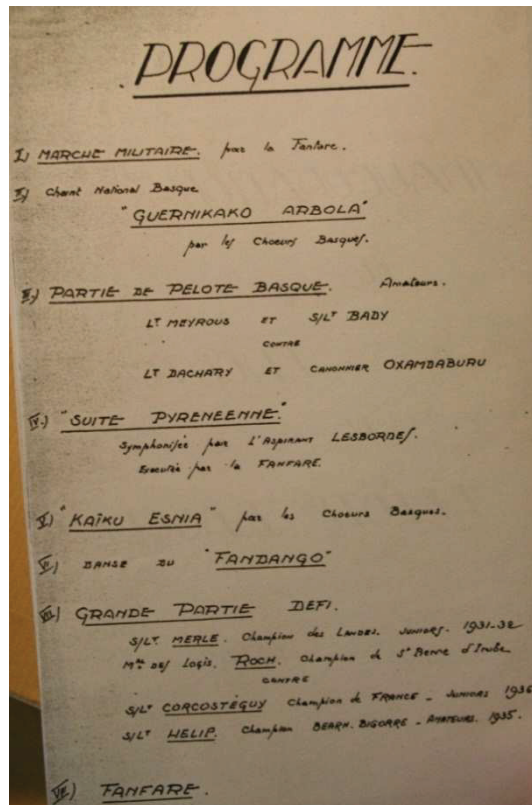 PROGRAMME.
I) MARCHE MILITAIRE. par la Fanfare.
II) Chant National Basque
"GUERNIKAKO ARBOLA"
par les Choeurs Basques.
III) PARTIE DE PELOTE BASQUE. Amateurs.
LT MEYROUS ET S/LT BADY
CONTRE
LT DACHARY ET CANONNIER OXAMBABURU
IV.) "SUITE PYRENEENNE."
Symphonisée par L'ASPIRANT LESBORDES.
Executée par la FANFARE.
V) "KAÏKU ESNIA" par les Choeurs Basques.
VI) DANSE DU "FANDANGO"
VII) GRANDE PARTIE DEFI.
S/LT MERLE. Champion des LANDES. JUNIORS. 1931-32
Mal des Logis. ROCH. Champion de St Pierre d'Irube
CONTRE
S/LT CORCOSTÉGUY Champion de FRANCE - JUNIORS 1936
S/LT HELIP. Champion BEARN. BIGORRE - AMATEURS. 1935.
VIII) FANFARE.